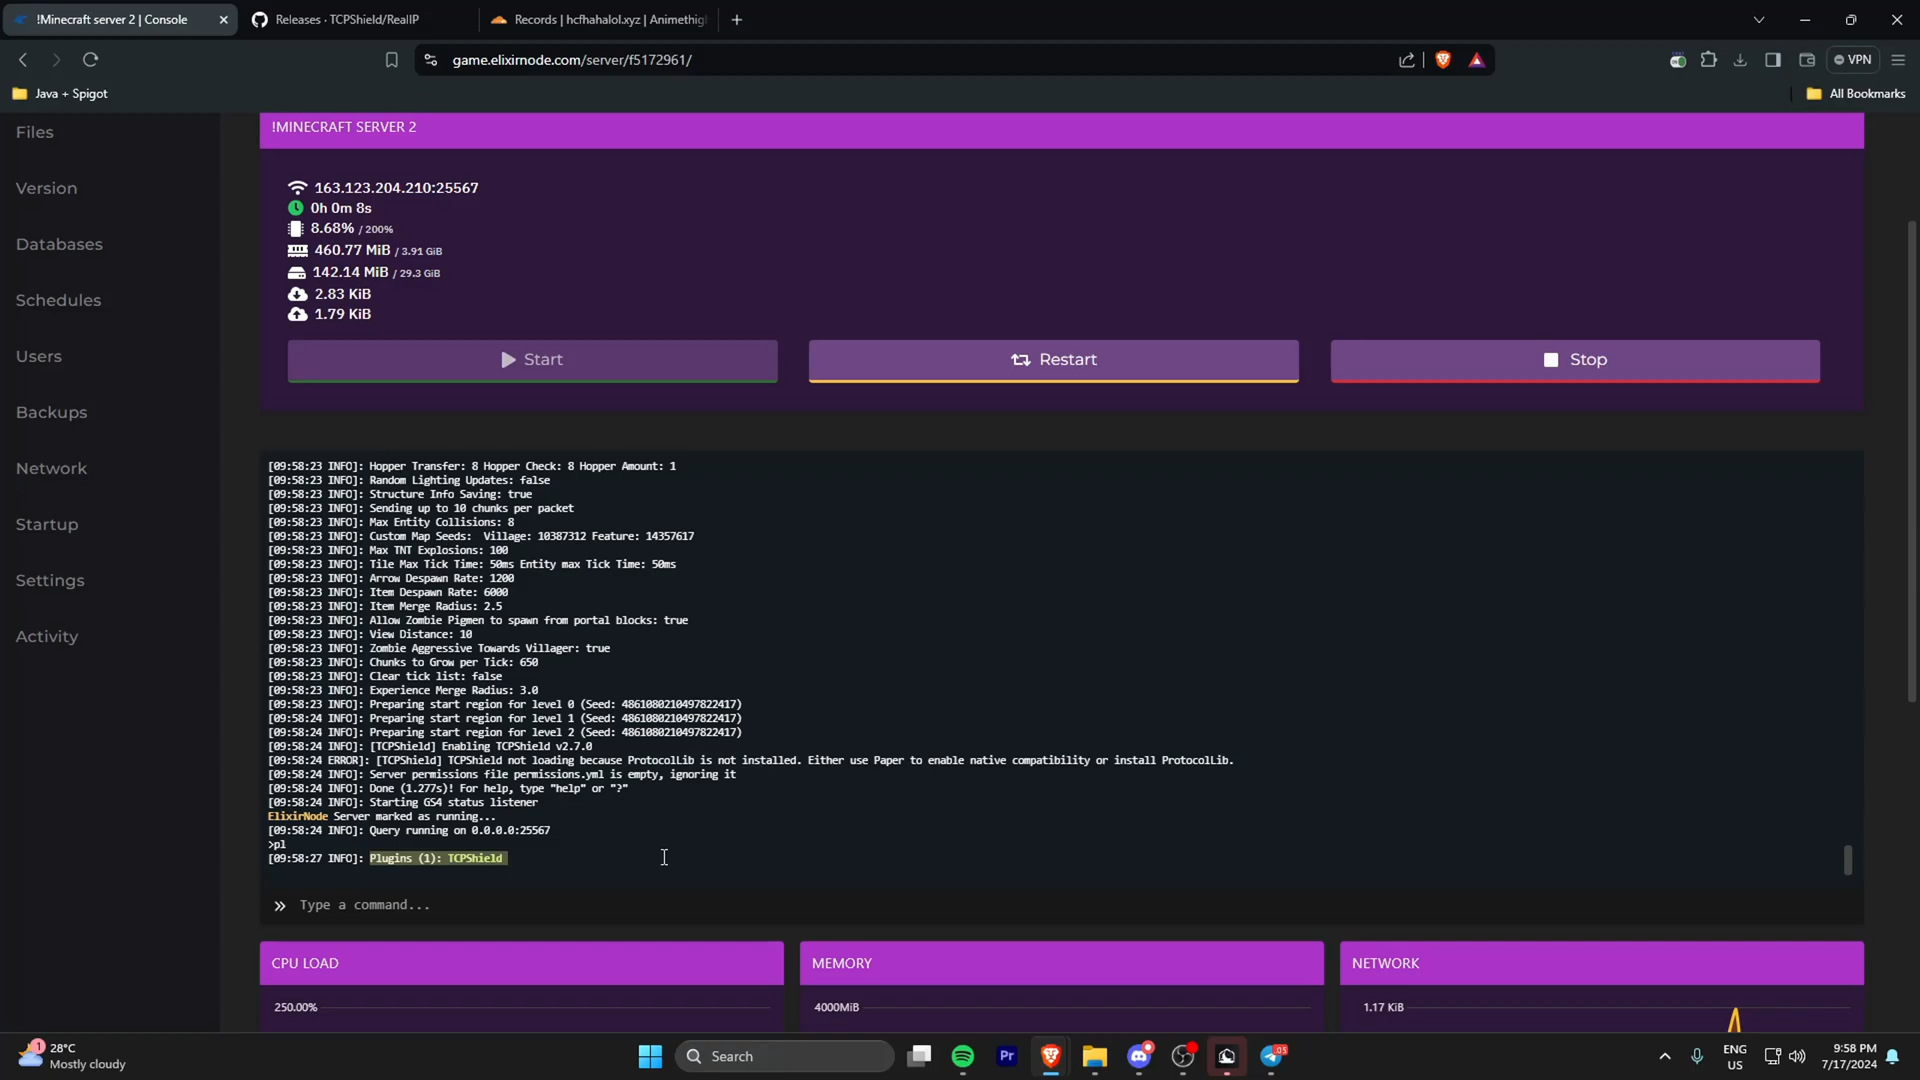 !Minecraft server 2 | Console
Releases · TCPShield/RealIP
Records | hcfhahalol.xyz | Animethig
game.elixirnode.com/server/f5172961/
VPN
Java + Spigot
All Bookmarks
Files
Version
Databases
Schedules
Users
Backups
Network
Startup
Settings
Activity
!MINECRAFT SERVER 2
163.123.204.210:25567
0h 0m 8s
8.68% / 200%
460.77 MiB / 3.91 GiB
142.14 MiB / 29.3 GiB
2.83 KiB
1.79 KiB
Start
Restart
Stop
[09:58:23 INFO]: Hopper Transfer: 8 Hopper Check: 8 Hopper Amount: 1
[09:58:23 INFO]: Random Lighting Updates: false
[09:58:23 INFO]: Structure Info Saving: true
[09:58:23 INFO]: Sending up to 10 chunks per packet
[09:58:23 INFO]: Max Entity Collisions: 8
[09:58:23 INFO]: Custom Map Seeds:  Village: 10387312 Feature: 14357617
[09:58:23 INFO]: Max TNT Explosions: 100
[09:58:23 INFO]: Tile Max Tick Time: 50ms Entity max Tick Time: 50ms
[09:58:23 INFO]: Arrow Despawn Rate: 1200
[09:58:23 INFO]: Item Despawn Rate: 6000
[09:58:23 INFO]: Item Merge Radius: 2.5
[09:58:23 INFO]: Allow Zombie Pigmen to spawn from portal blocks: true
[09:58:23 INFO]: View Distance: 10
[09:58:23 INFO]: Zombie Aggressive Towards Villager: true
[09:58:23 INFO]: Chunks to Grow per Tick: 650
[09:58:23 INFO]: Clear tick list: false
[09:58:23 INFO]: Experience Merge Radius: 3.0
[09:58:23 INFO]: Preparing start region for level 0 (Seed: 4861080210497822417)
[09:58:24 INFO]: Preparing start region for level 1 (Seed: 4861080210497822417)
[09:58:24 INFO]: Preparing start region for level 2 (Seed: 4861080210497822417)
[09:58:24 INFO]: [TCPShield] Enabling TCPShield v2.7.0
[09:58:24 ERROR]: [TCPShield] TCPShield not loading because ProtocolLib is not installed. Either use Paper to enable native compatibility or install ProtocolLib.
[09:58:24 INFO]: Server permissions file permissions.yml is empty, ignoring it
[09:58:24 INFO]: Done (1.277s)! For help, type "help" or "?"
[09:58:24 INFO]: Starting GS4 status listener
ElixirNode Server marked as running...
[09:58:24 INFO]: Query running on 0.0.0.0:25567
>pl
[09:58:27 INFO]: Plugins (1): TCPShield
» Type a command...
CPU LOAD
MEMORY
NETWORK
250.00%
4000MiB
1.17 KiB
1
28°C
Mostly cloudy
Search
Pr
.05
ENG
US
9:58 PM
7/17/2024